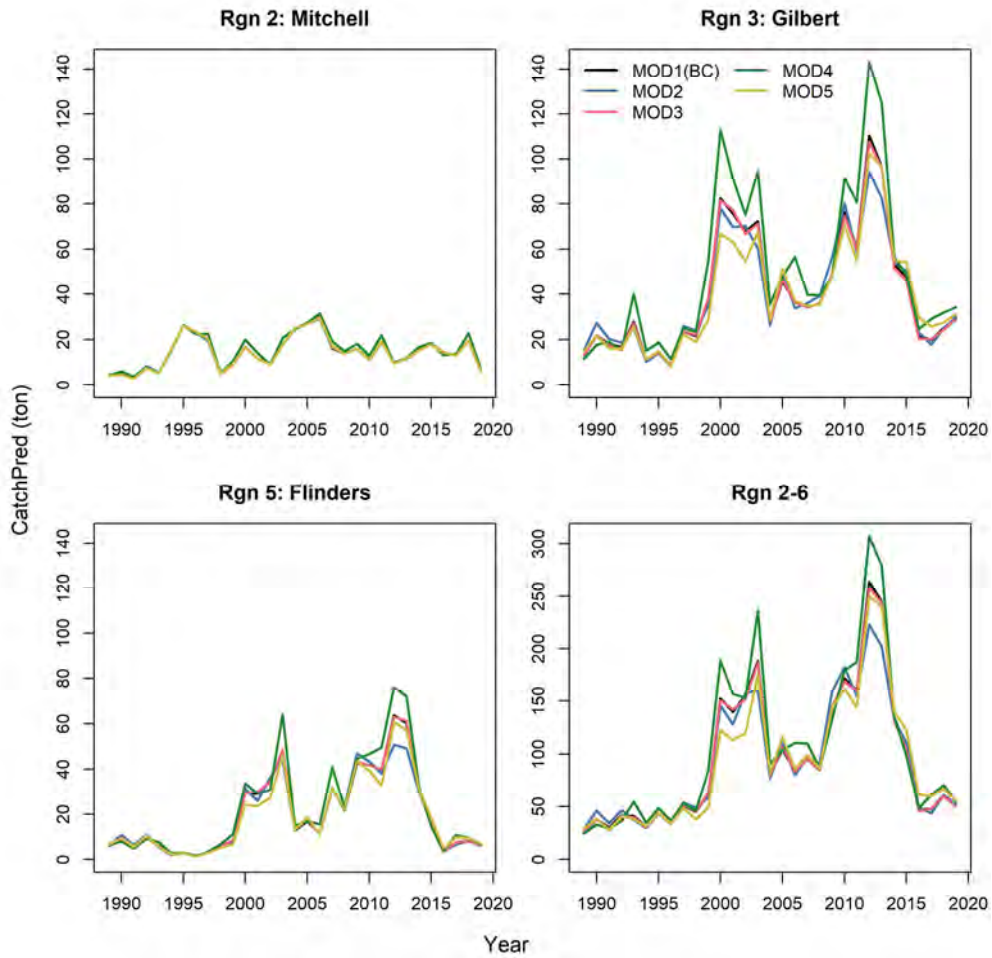 Rgn 2: Mitchell
Rgn 3: Gilbert
MOD1(BC)
MOD2
MOD3
MOD4
MOD5
0 20 40 60 80 100 120 140
0 20 40 60 80 100 120 140
1990 1995 2000 2005 2010 2015 2020
1990 1995 2000 2005 2010 2015 2020
CatchPred (ton)
Rgn 5: Flinders
Rgn 2-6
0 20 40 60 80 100 120 140
0 50 100 150 200 250 300
1990 1995 2000 2005 2010 2015 2020
1990 1995 2000 2005 2010 2015 2020
Year